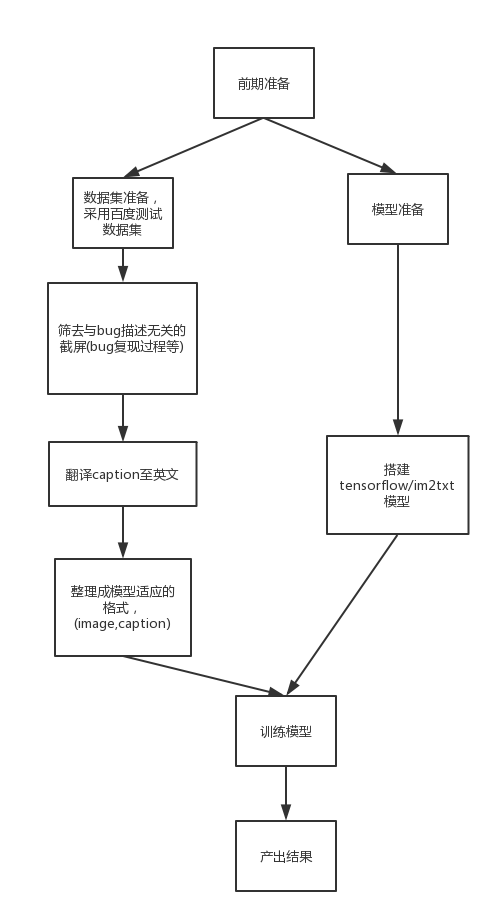 前期准备
数据集准备，
采用百度测试
数据集
模型准备
筛去与bug描述无关的
截屏(bug复现过程等)
翻译caption至英文
搭建
tensorflow/im2txt
模型
整理成模型适应的
格式，
(image,caption)
训练模型
产出结果